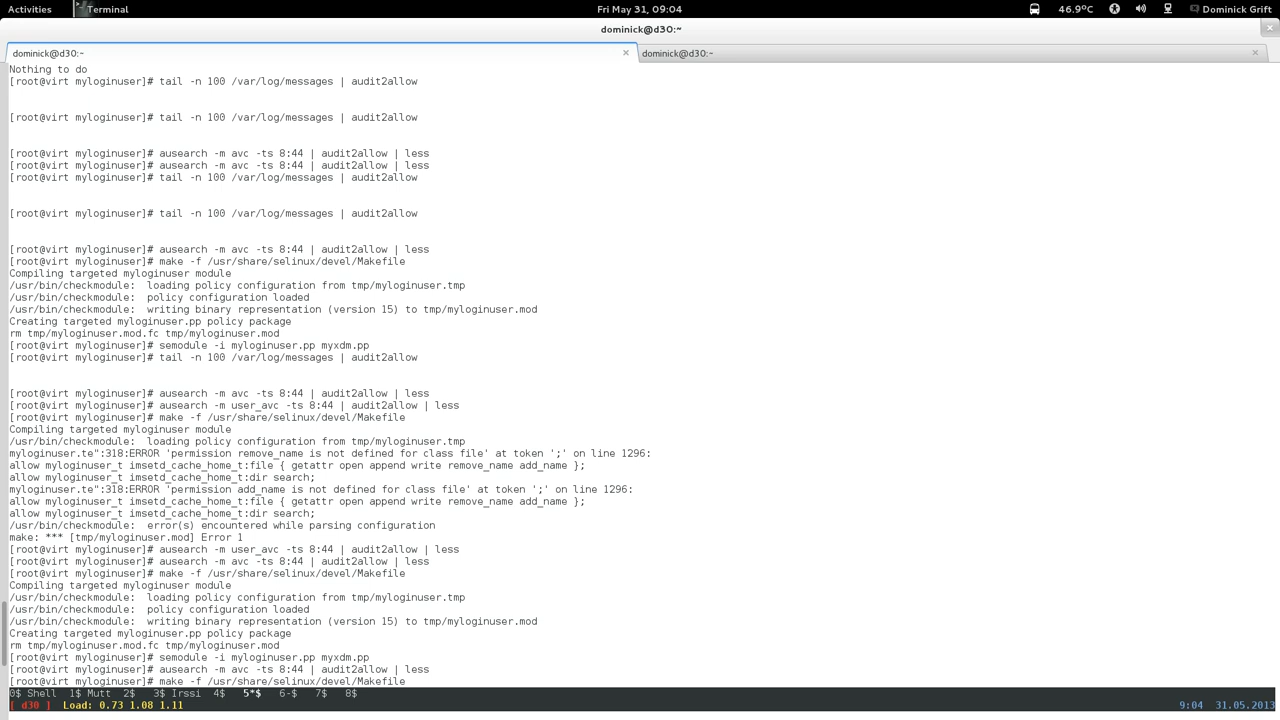 Activities Terminal Fri May 31, 09:04 46.9°C Dominick Grift
dominick@d30:~
dominick@d30:~ × dominick@d30:~ ×
Nothing to do
[root@virt myloginuser]# tail -n 100 /var/log/messages | audit2allow
[root@virt myloginuser]# tail -n 100 /var/log/messages | audit2allow
[root@virt myloginuser]# ausearch -m avc -ts 8:44 | audit2allow | less
[root@virt myloginuser]# ausearch -m avc -ts 8:44 | audit2allow | less
[root@virt myloginuser]# tail -n 100 /var/log/messages | audit2allow
[root@virt myloginuser]# tail -n 100 /var/log/messages | audit2allow
[root@virt myloginuser]# ausearch -m avc -ts 8:44 | audit2allow | less
[root@virt myloginuser]# make -f /usr/share/selinux/devel/Makefile
Compiling targeted myloginuser module
/usr/bin/checkmodule:  loading policy configuration from tmp/myloginuser.tmp
/usr/bin/checkmodule:  policy configuration loaded
/usr/bin/checkmodule:  writing binary representation (version 15) to tmp/myloginuser.mod
Creating targeted myloginuser.pp policy package
rm tmp/myloginuser.mod.fc tmp/myloginuser.mod
[root@virt myloginuser]# semodule -i myloginuser.pp myxdm.pp
[root@virt myloginuser]# tail -n 100 /var/log/messages | audit2allow
[root@virt myloginuser]# ausearch -m avc -ts 8:44 | audit2allow | less
[root@virt myloginuser]# ausearch -m user_avc -ts 8:44 | audit2allow | less
[root@virt myloginuser]# make -f /usr/share/selinux/devel/Makefile
Compiling targeted myloginuser module
/usr/bin/checkmodule:  loading policy configuration from tmp/myloginuser.tmp
myloginuser.te":318:ERROR 'permission remove_name is not defined for class file' at token ';' on line 1296:
allow myloginuser_t imsetd_cache_home_t:file { getattr open append write remove_name add_name };
allow myloginuser_t imsetd_cache_home_t:dir search;
myloginuser.te":318:ERROR 'permission add_name is not defined for class file' at token ';' on line 1296:
allow myloginuser_t imsetd_cache_home_t:file { getattr open append write remove_name add_name };
allow myloginuser_t imsetd_cache_home_t:dir search;
/usr/bin/checkmodule:  error(s) encountered while parsing configuration
make: *** [tmp/myloginuser.mod] Error 1
[root@virt myloginuser]# ausearch -m user_avc -ts 8:44 | audit2allow | less
[root@virt myloginuser]# ausearch -m avc -ts 8:44 | audit2allow | less
[root@virt myloginuser]# make -f /usr/share/selinux/devel/Makefile
Compiling targeted myloginuser module
/usr/bin/checkmodule:  loading policy configuration from tmp/myloginuser.tmp
/usr/bin/checkmodule:  policy configuration loaded
/usr/bin/checkmodule:  writing binary representation (version 15) to tmp/myloginuser.mod
Creating targeted myloginuser.pp policy package
rm tmp/myloginuser.mod.fc tmp/myloginuser.mod
[root@virt myloginuser]# semodule -i myloginuser.pp myxdm.pp
[root@virt myloginuser]# ausearch -m avc -ts 8:44 | audit2allow | less
[root@virt myloginuser]# make -f /usr/share/selinux/devel/Makefile
0$ Shell  1$ Mutt  2$  3$ Irssi  4$  5*$  6-$  7$  8$
[ d30 ]  Load: 0.73 1.08 1.11 9:04  31.05.2013